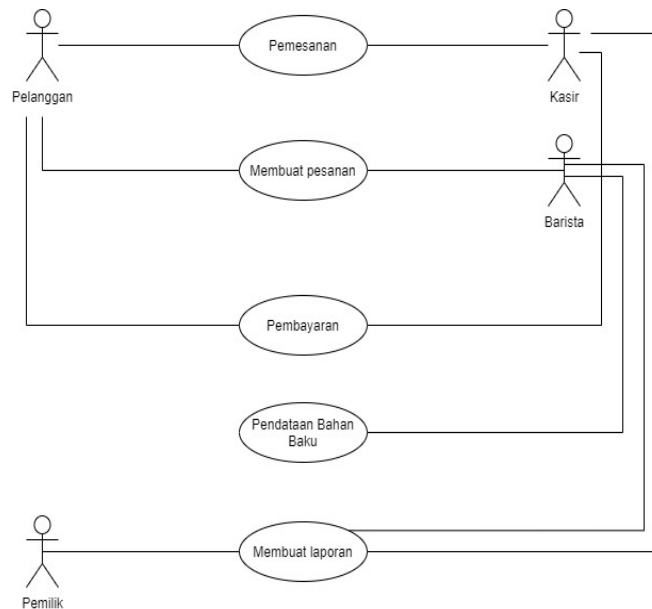 Pemesanan
Pelanggan
Kasir
Membuat pesanan
Barista
Pembayaran
Pendataan Bahan
Baku
Membuat laporan
Pemilik